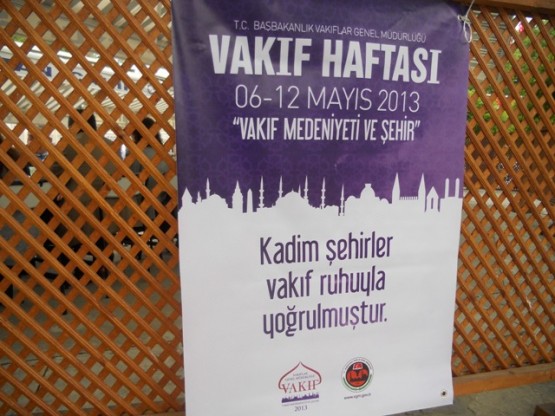 T.C. BAŞBAKANLIK VAKIFLAR GENEL MÜDÜRLÜĞÜ
VAKIF HAFTASI
06-12 MAYIS 2013
"VAKIF MEDENİYETİ VE ŞEHİR"
Kadim şehirler
vakıf ruhuyla
yoğrulmuştur.
VAKIF
2013